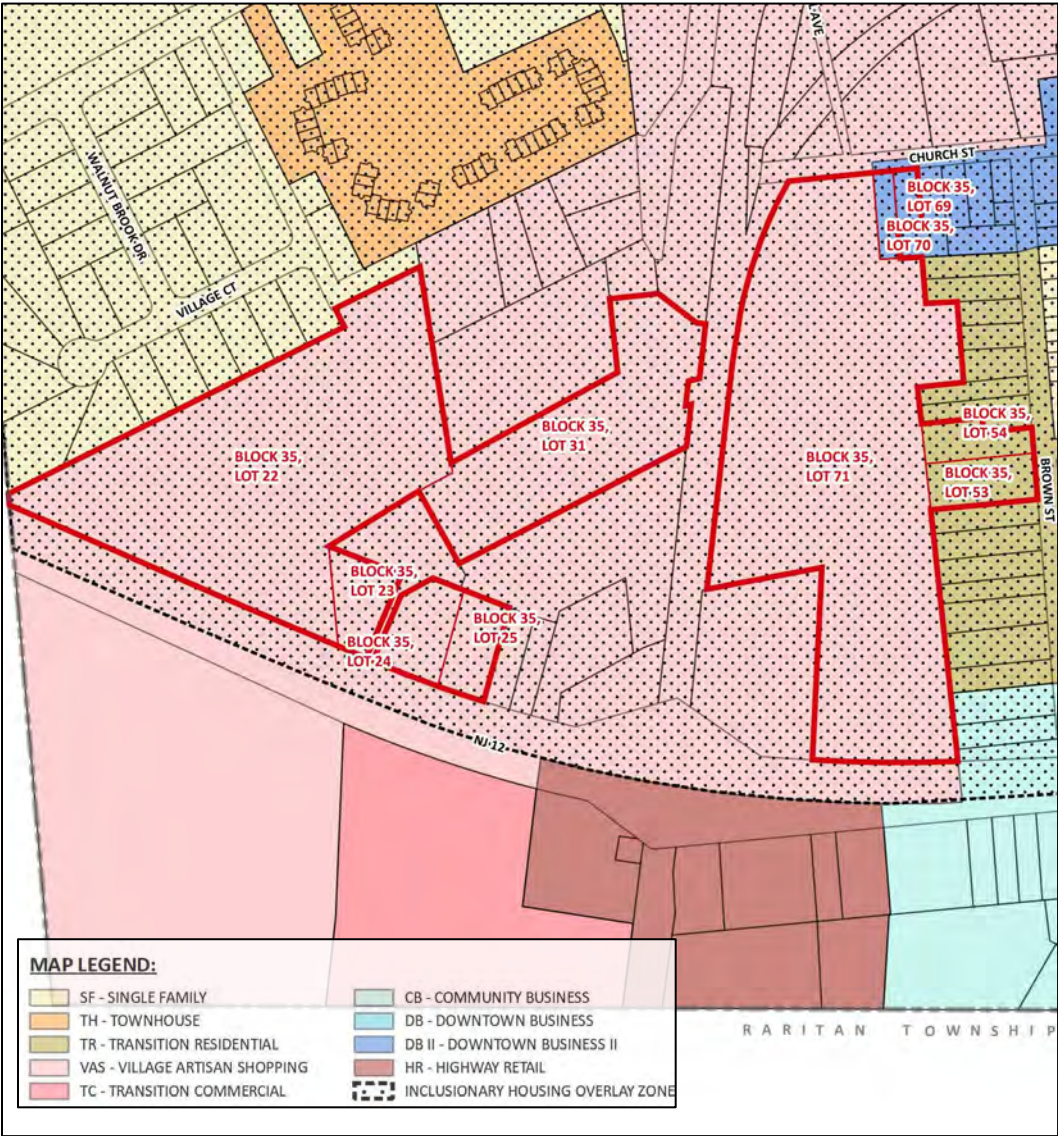 L AVE
CHURCH ST
WALNUT BROOK DR.
BLOCK 35,
LOT 69
BLOCK 35,
LOT 70
VILLAGE CT
BLOCK 35,
LOT 54
BLOCK 35,
LOT 31
BLOCK 35,
LOT 22
BLOCK 35,
LOT 71
BLOCK 35,
LOT 53
BROWN ST
BLOCK 35,
LOT 23
BLOCK 35,
LOT 25
BLOCK 35,
LOT 24
NJ 12
MAP LEGEND:
SF - SINGLE FAMILY
TH - TOWNHOUSE
TR - TRANSITION RESIDENTIAL
VAS - VILLAGE ARTISAN SHOPPING
TC - TRANSITION COMMERCIAL
CB - COMMUNITY BUSINESS
DB - DOWNTOWN BUSINESS
DB II - DOWNTOWN BUSINESS II
HR - HIGHWAY RETAIL
INCLUSIONARY HOUSING OVERLAY ZONE
RARITAN TOWNSHIP